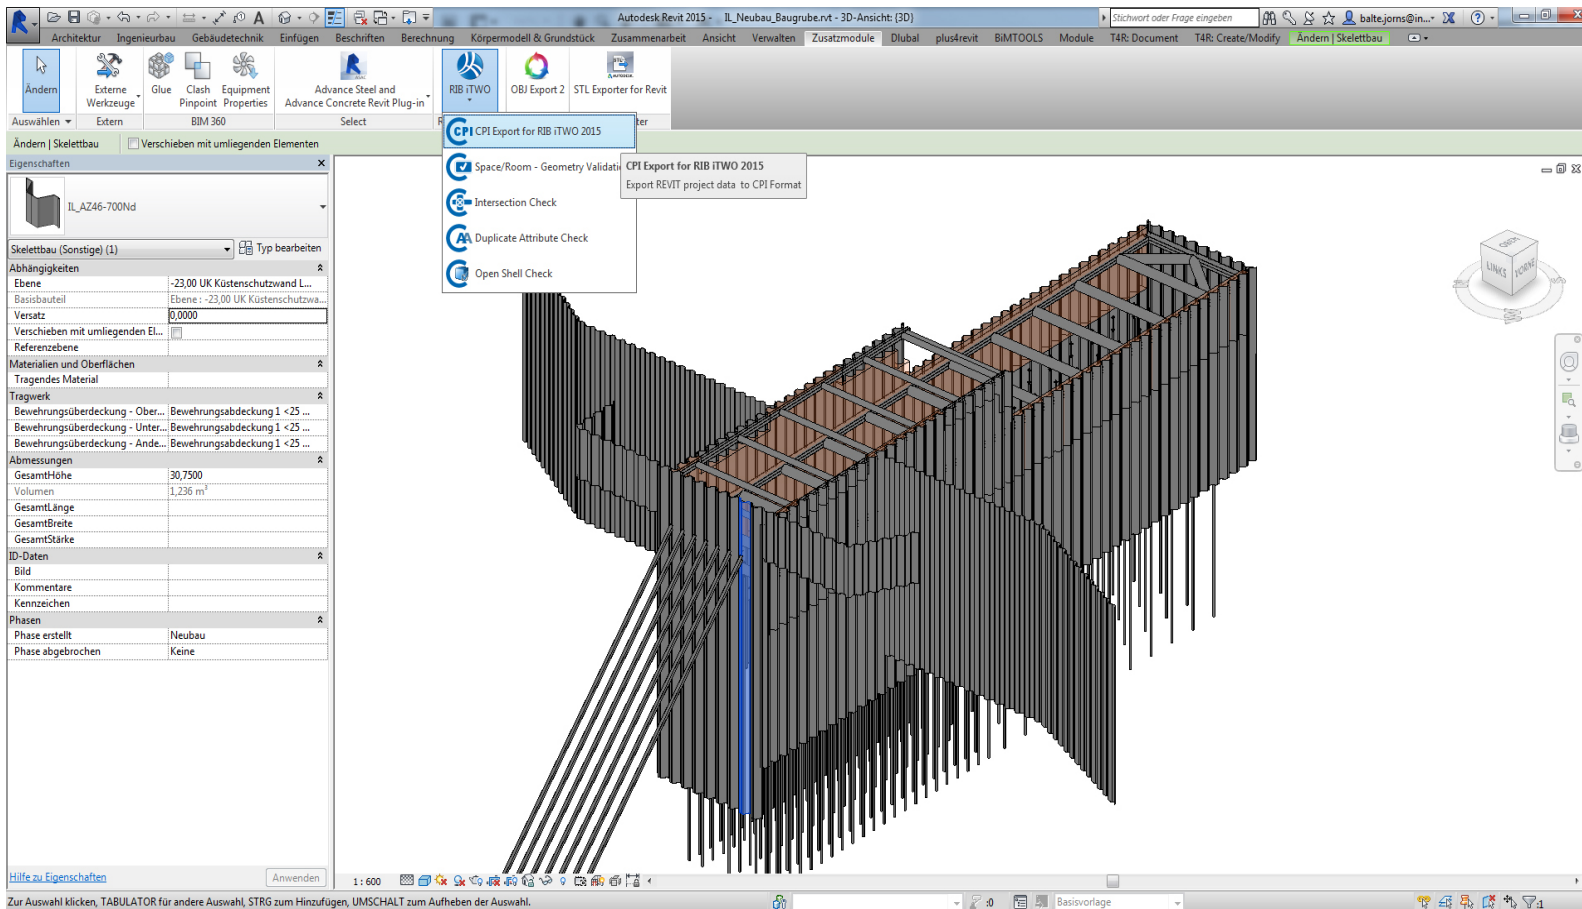 Autodesk Revit 2015 - IL_Neubau_Baugrube.rvt - 3D-Ansicht: {3D}
Stichwort oder Frage eingeben
balte.jorns@in...
Architektur Ingenieurbau Gebäudetechnik Einfügen Beschriften Berechnung Körpermodell & Grundstück Zusammenarbeit Ansicht Verwalten Zusatzmodule Dlubal plus4revit BiMTOOLS Module T4R: Document T4R: Create/Modify Ändern | Skelettbau
Ändern
Externe
Werkzeuge
Glue
Clash
Pinpoint
Equipment
Properties
Advance Steel and
Advance Concrete Revit Plug-in
RIB iTWO
OBJ Export 2
STL Exporter for Revit
Auswählen
Extern
BIM 360
Select
ter
Ändern | Skelettbau
Verschieben mit umliegenden Elementen
CPI CPI Export for RIB iTWO 2015
Space/Room - Geometry Validati
Intersection Check
AA Duplicate Attribute Check
Open Shell Check
CPI Export for RIB iTWO 2015
Export REVIT project data to CPI Format
Eigenschaften
IL_AZ46-700Nd
Skelettbau (Sonstige) (1)
Typ bearbeiten
Abhängigkeiten
Ebene -23,00 UK Küstenschutzwand L...
Basisbauteil Ebene : -23,00 UK Küstenschutzwa...
Versatz 0,0000
Verschieben mit umliegenden El...
Referenzebene
Materialien und Oberflächen
Tragendes Material
Tragwerk
Bewehrungsüberdeckung - Ober... Bewehrungsabdeckung 1 <25 ...
Bewehrungsüberdeckung - Unter... Bewehrungsabdeckung 1 <25 ...
Bewehrungsüberdeckung - Ande... Bewehrungsabdeckung 1 <25 ...
Abmessungen
GesamtHöhe 30,7500
Volumen 1,236 m³
GesamtLänge
GesamtBreite
GesamtStärke
ID-Daten
Bild
Kommentare
Kennzeichen
Phasen
Phase erstellt Neubau
Phase abgebrochen Keine
Hilfe zu Eigenschaften
Anwenden
OBEN
LINKS
VORNE
1 : 600
Zur Auswahl klicken, TABULATOR für andere Auswahl, STRG zum Hinzufügen, UMSCHALT zum Aufheben der Auswahl.
:0
Basisvorlage
:1